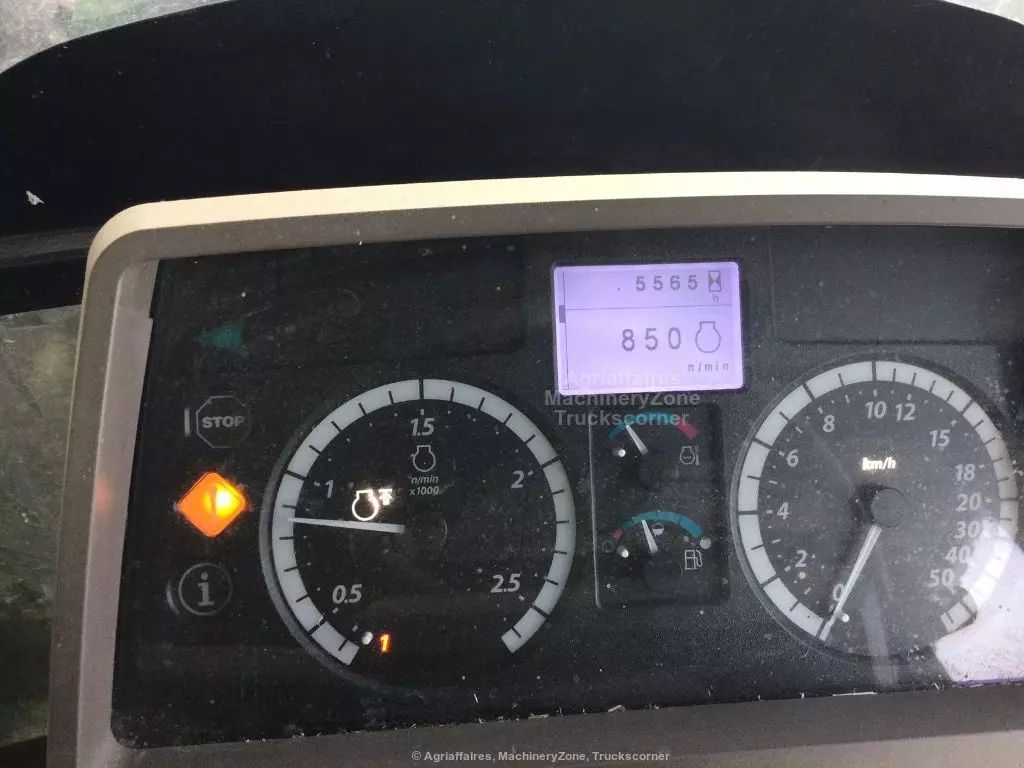 5565
h
850
n/min
Agriaffaires
MachineryZone
Truckscorner
STOP
i
0.5
1
1.5
2
2.5
n/min
x1000
1
0
2
4
6
8
10
12
15
18
20
30
40
50
km/h
© Agriaffaires, MachineryZone, Truckscorner